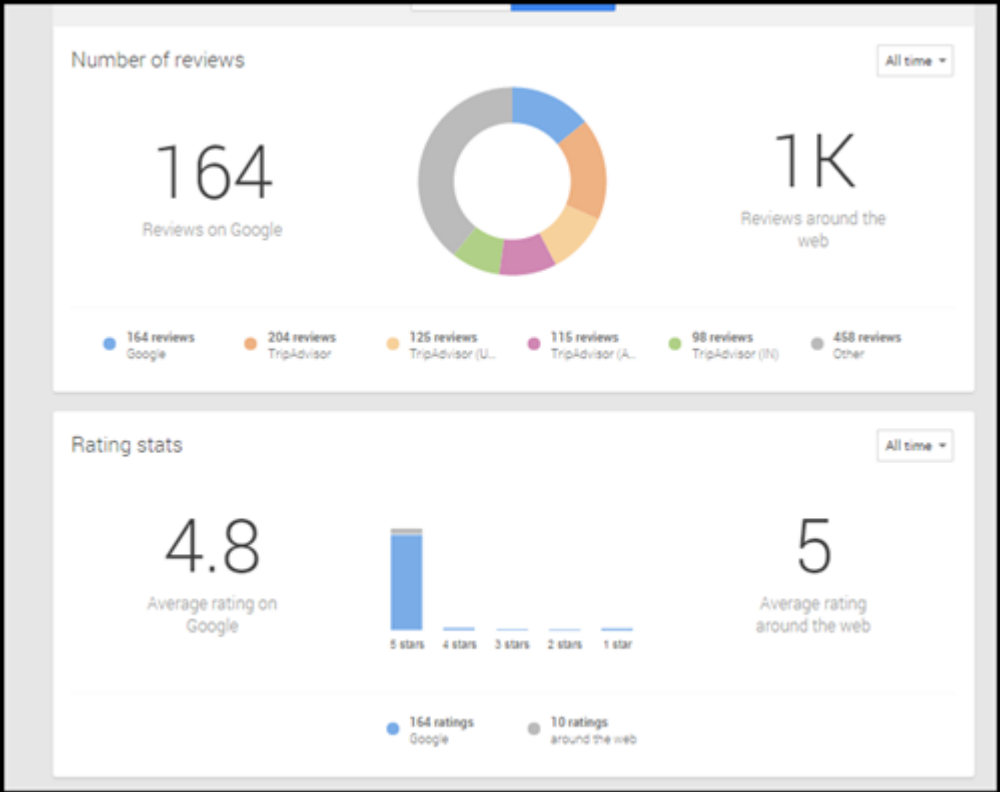 Number of reviews
All time
164
Reviews on Google
1K
Reviews around the
web
164 reviews
Google
204 reviews
TripAdvisor
125 reviews
TripAdvisor (U...
115 reviews
TripAdvisor (A...
98 reviews
TripAdvisor (IN)
458 reviews
Other
Rating stats
All time
4.8
Average rating on
Google
5 stars 4 stars 3 stars 2 stars 1 star
5
Average rating
around the web
164 ratings
Google
10 ratings
around the web